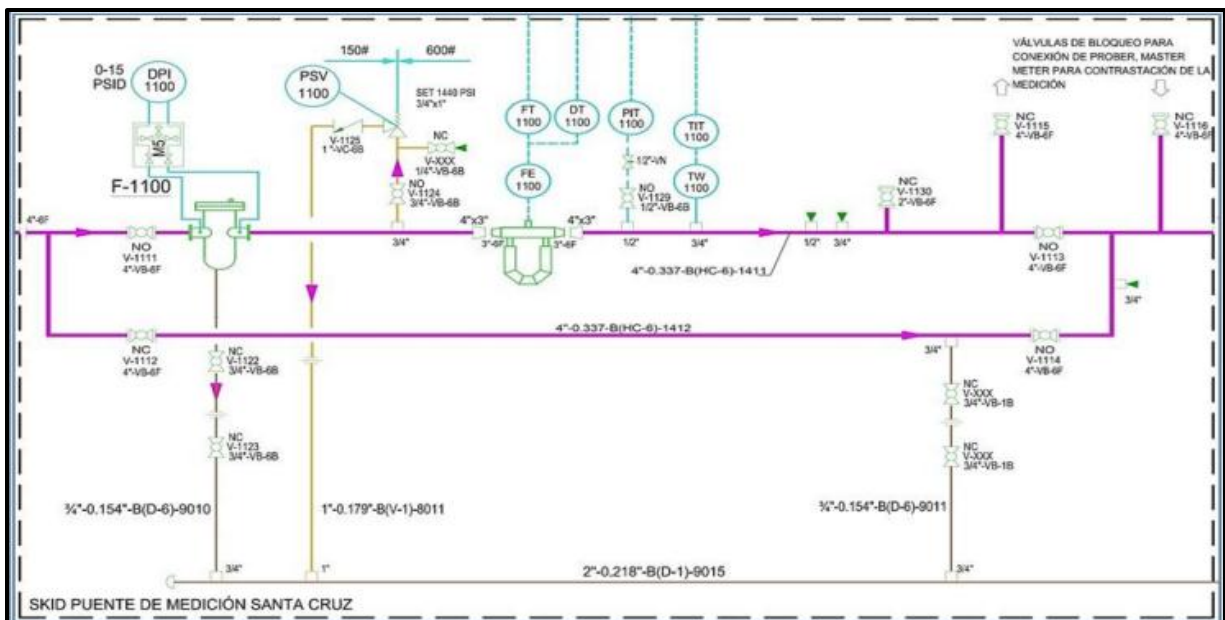 150# 600#
VÁLVULAS DE BLOQUEO PARA
CONEXIÓN DE PROBER, MASTER
METER PARA CONTRASTACIÓN DE LA
MEDICIÓN
0-15
PSID
DPI
1100
M5
F-1100
PSV
1100
SET 1440 PSI
3/4"x1"
V-1125
1"-VC-6B
NC
V-XXX
1/4"-VB-6B
NO
V-1124
3/4"-VB-6B
FT
1100
DT
1100
FE
1100
PIT
1100
1/2"-VN
NO
V-1129
1/2"-VB-6B
TIT
1100
TW
1100
NC
V-1130
2"-VB-6F
NC
V-1115
4"-VB-6F
NC
V-1116
4"-VB-6F
4"-6F
NO
V-1111
4"-VB-6F
3/4"
4"x3"
3"-6F
4"x3"
3"-6F
1/2"
3/4"
1/2"
3/4"
4"-0.337-B(HC-6)-1411
NO
V-1113
4"-VB-6F
3/4"
4"-0.337-B(HC-6)-1412
NC
V-1112
4"-VB-6F
NO
V-1114
4"-VB-6F
3/4"
NC
V-1122
3/4"-VB-6B
NC
V-1123
3/4"-VB-6B
NC
V-XXX
3/4"-VB-1B
NC
V-XXX
3/4"-VB-1B
¾"-0.154"-B(D-6)-9010
1"-0.179"-B(V-1)-8011
¾"-0.154"-B(D-6)-9011
3/4"
1"
2"-0.218"-B(D-1)-9015
3/4"
SKID PUENTE DE MEDICIÓN SANTA CRUZ